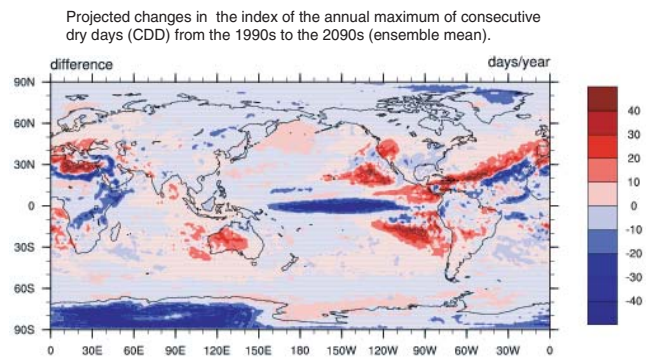 Projected changes in the index of the annual maximum of consecutive
dry days (CDD) from the 1990s to the 2090s (ensemble mean).
difference days/year
90N
60N
30N
0
30S
60S
90S
0 30E 60E 90E 120E 150E 180 150W 120W 90W 60W 30W 0
40
30
20
10
0
-10
-20
-30
-40